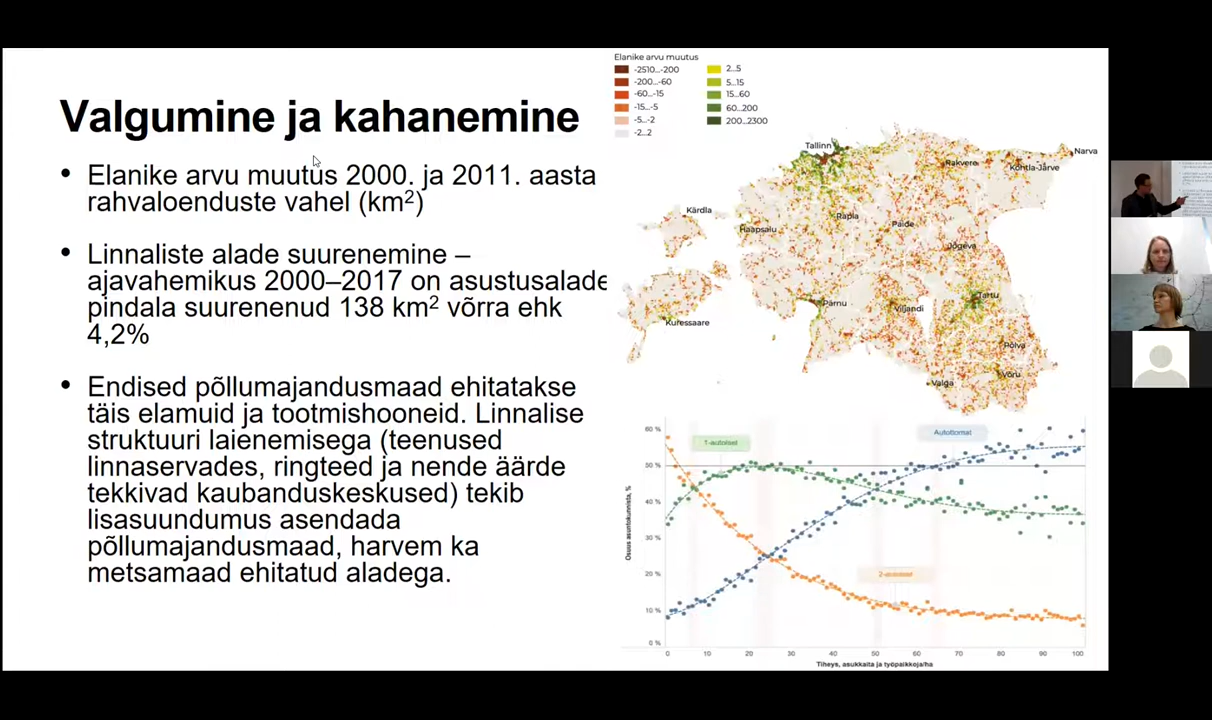 Valgumine ja kahanemine
• Elanike arvu muutus 2000. ja 2011. aasta
rahvaloenduste vahel (km²)
• Linnaliste alade suurenemine –
ajavahemikus 2000–2017 on asustusalade
pindala suurenenud 138 km² võrra ehk
4,2%
• Endised põllumajandusmaad ehitatakse
täis elamuid ja tootmishooneid. Linnalise
struktuuri laienemisega (teenused
linnaservades, ringteed ja nende äärde
tekkivad kaubanduskeskused) tekib
lisasuundumus asendada
põllumajandusmaad, harvem ka
metsamaad ehitatud aladega.
Elanike arvu muutus
-2510...-200
-200...-60
-60...-15
-15...-5
-5...-2
-2...2
2...5
5...15
15...60
60...200
200...2300
Tallinn
Narva
Rakvere
Kohtla-Järve
Kärdla
Haapsalu
Rapla
Paide
Jõgeva
Kuressaare
Pärnu
Viljandi
Tartu
Põlva
Võru
Valga
60 %
50 %
40 %
30 %
20 %
10 %
0 %
Osuus asuntokunnista, %
1-autoiset
Autottomat
2-autoiset
0 10 20 30 40 50 60 70 80 90 100
Tiheys, asukkaita ja työpaikkoja/ha